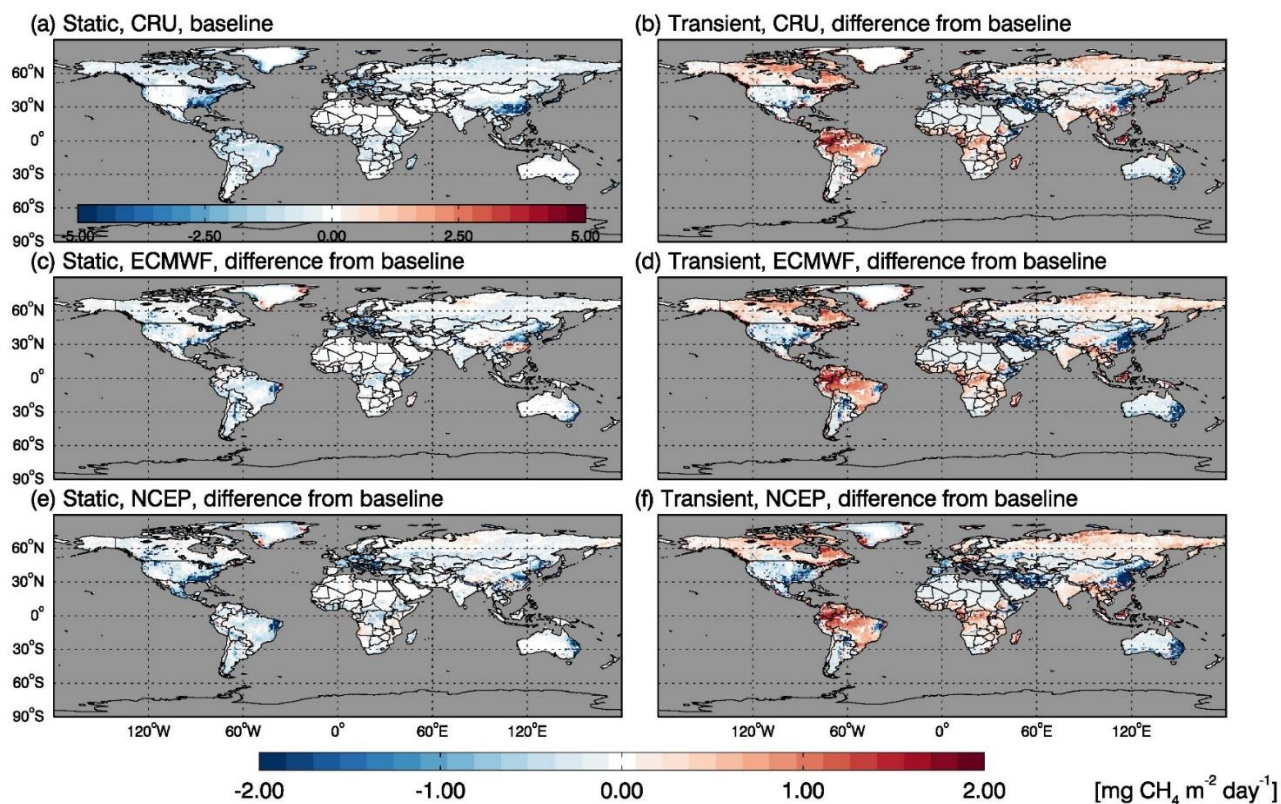 (a) Static, CRU, baseline
(b) Transient, CRU, difference from baseline
60°N
30°N
0°
30°S
60°S
90°S
-5.00 -2.50 0.00 2.50 5.00
(c) Static, ECMWF, difference from baseline
(d) Transient, ECMWF, difference from baseline
60°N
30°N
0°
30°S
60°S
90°S
(e) Static, NCEP, difference from baseline
(f) Transient, NCEP, difference from baseline
60°N
30°N
0°
30°S
60°S
90°S
120°W 60°W 0° 60°E 120°E
120°W 60°W 0° 60°E 120°E
-2.00 -1.00 0.00 1.00 2.00 [mg CH₄ m⁻² day⁻¹]